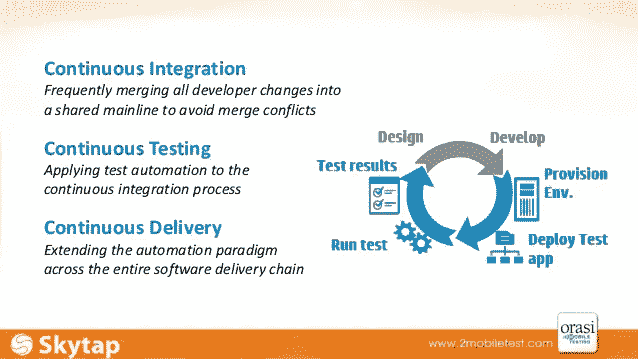 Continuous Integration
Frequently merging all developer changes into
a shared mainline to avoid merge conflicts
Continuous Testing
Applying test automation to the
continuous integration process
Continuous Delivery
Extending the automation paradigm
across the entire software delivery chain
Design
Develop
Test results
Provision
Env.
Run test
Deploy Test
app
Skytap
www.2mobiletest.com
orasi